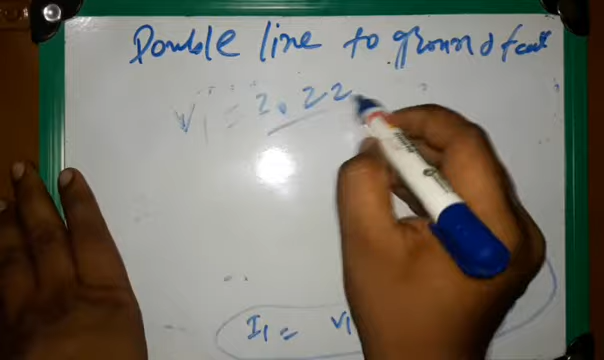 Double line to ground fault
V1 = 2.22
I1 = V1